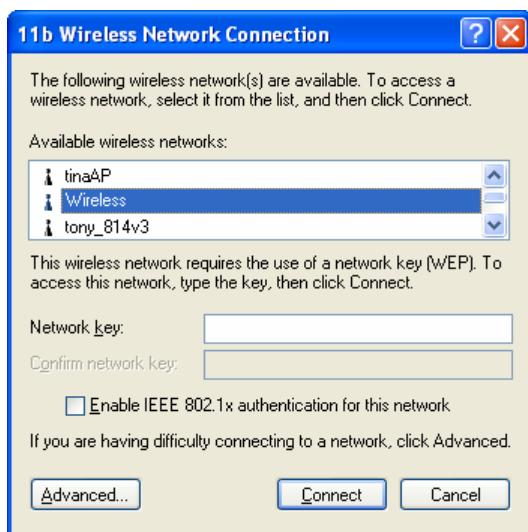 11b Wireless Network Connection
The following wireless network(s) are available. To access a
wireless network, select it from the list, and then click Connect.
Available wireless networks:
tinaAP
Wireless
tony_814v3
This wireless network requires the use of a network key (WEP). To
access this network, type the key, then click Connect.
Network key:
Confirm network key:
Enable IEEE 802.1x authentication for this network
If you are having difficulty connecting to a network, click Advanced.
Advanced... Connect Cancel